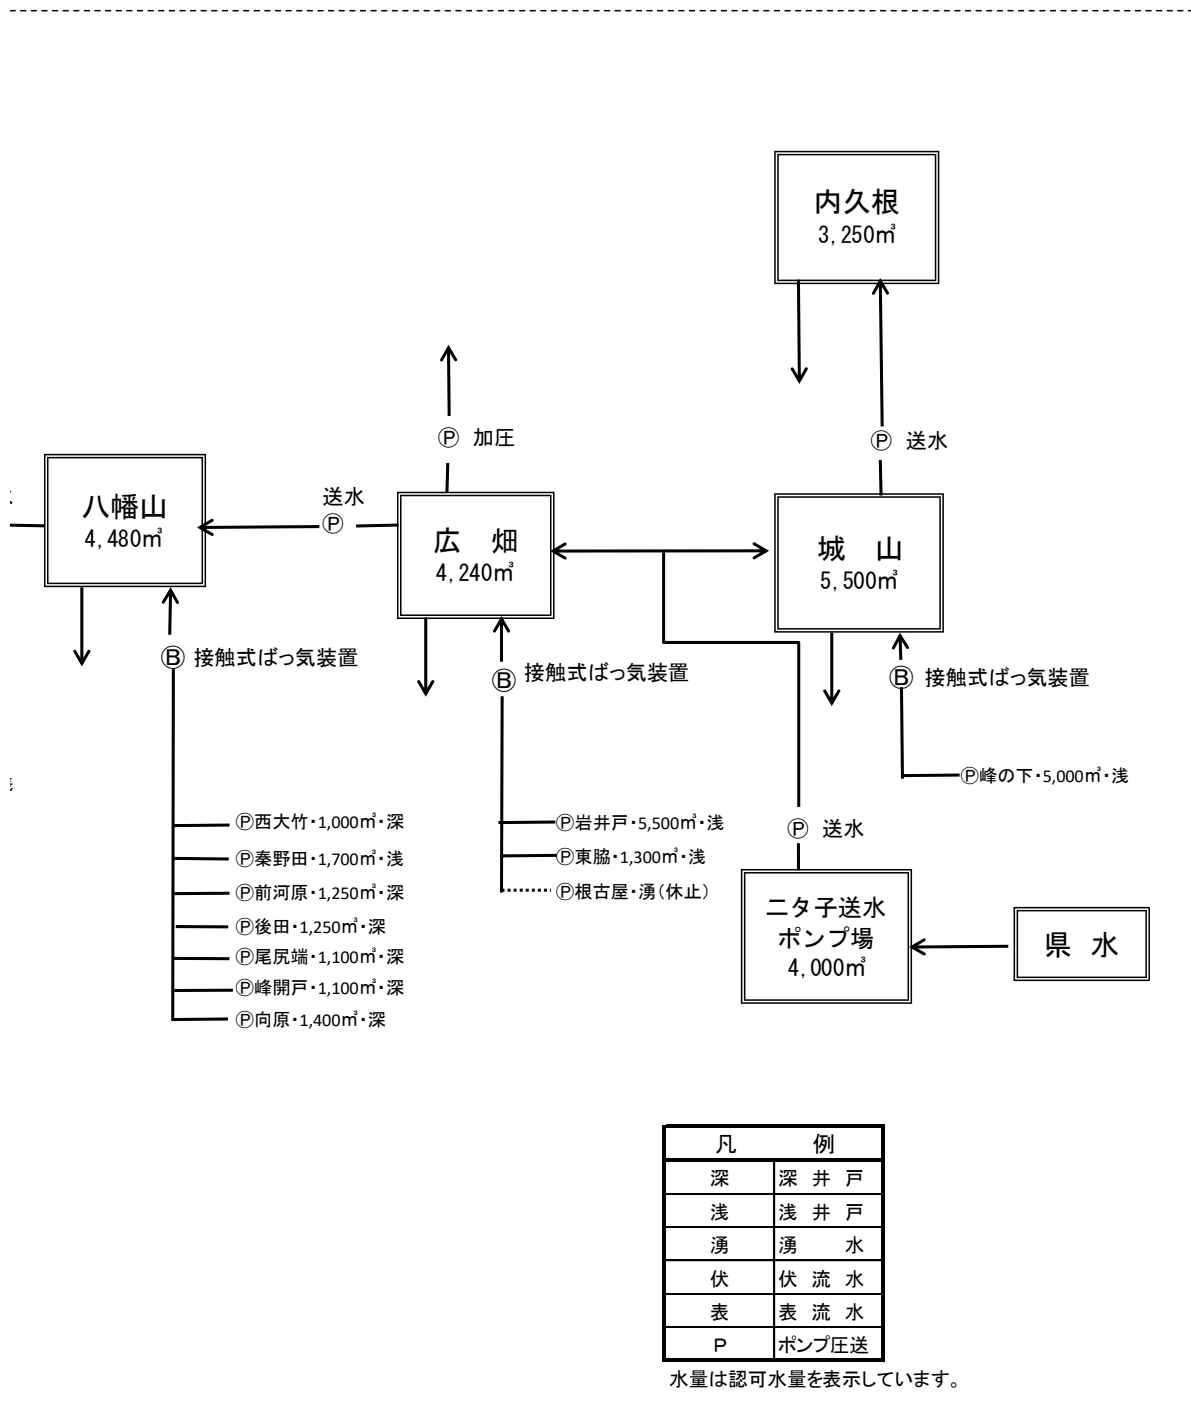 内久根
3,250㎥
Ⓟ 加圧
Ⓟ 送水
八幡山
4,480㎥
送水
Ⓟ
広 畑
4,240㎥
城 山
5,500㎥
Ⓑ 接触式ばっ気装置
Ⓑ 接触式ばっ気装置
Ⓑ 接触式ばっ気装置
Ⓟ峰の下・5,000㎥・浅
Ⓟ西大竹・1,000㎥・深
Ⓟ秦野田・1,700㎥・浅
Ⓟ前河原・1,250㎥・深
Ⓟ後田・1,250㎥・深
Ⓟ尾尻端・1,100㎥・深
Ⓟ峰開戸・1,100㎥・深
Ⓟ向原・1,400㎥・深
Ⓟ岩井戸・5,500㎥・浅
Ⓟ東脇・1,300㎥・浅
Ⓟ根古屋・湧(休止)
Ⓟ 送水
二タ子送水
ポンプ場
4,000㎥
県 水
凡 例
深 深 井 戸
浅 浅 井 戸
湧 湧 水
伏 伏 流 水
表 表 流 水
P ポンプ圧送
水量は認可水量を表示しています。